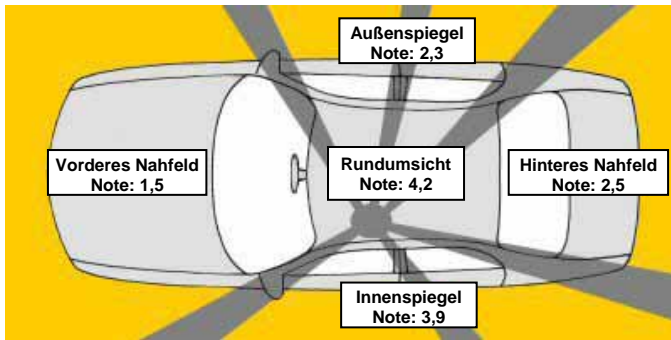 Außenspiegel
Note: 2,3
Vorderes Nahfeld
Note: 1,5
Rundumsicht
Note: 4,2
Hinteres Nahfeld
Note: 2,5
Innenspiegel
Note: 3,9